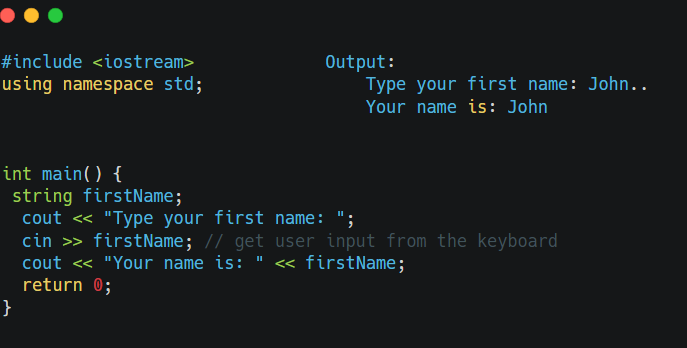 #include <iostream>
using namespace std;
Output:
Type your first name: John..
Your name is: John
int main() {
string firstName;
cout << "Type your first name: ";
cin >> firstName; // get user input from the keyboard
cout << "Your name is: " << firstName;
return 0;
}